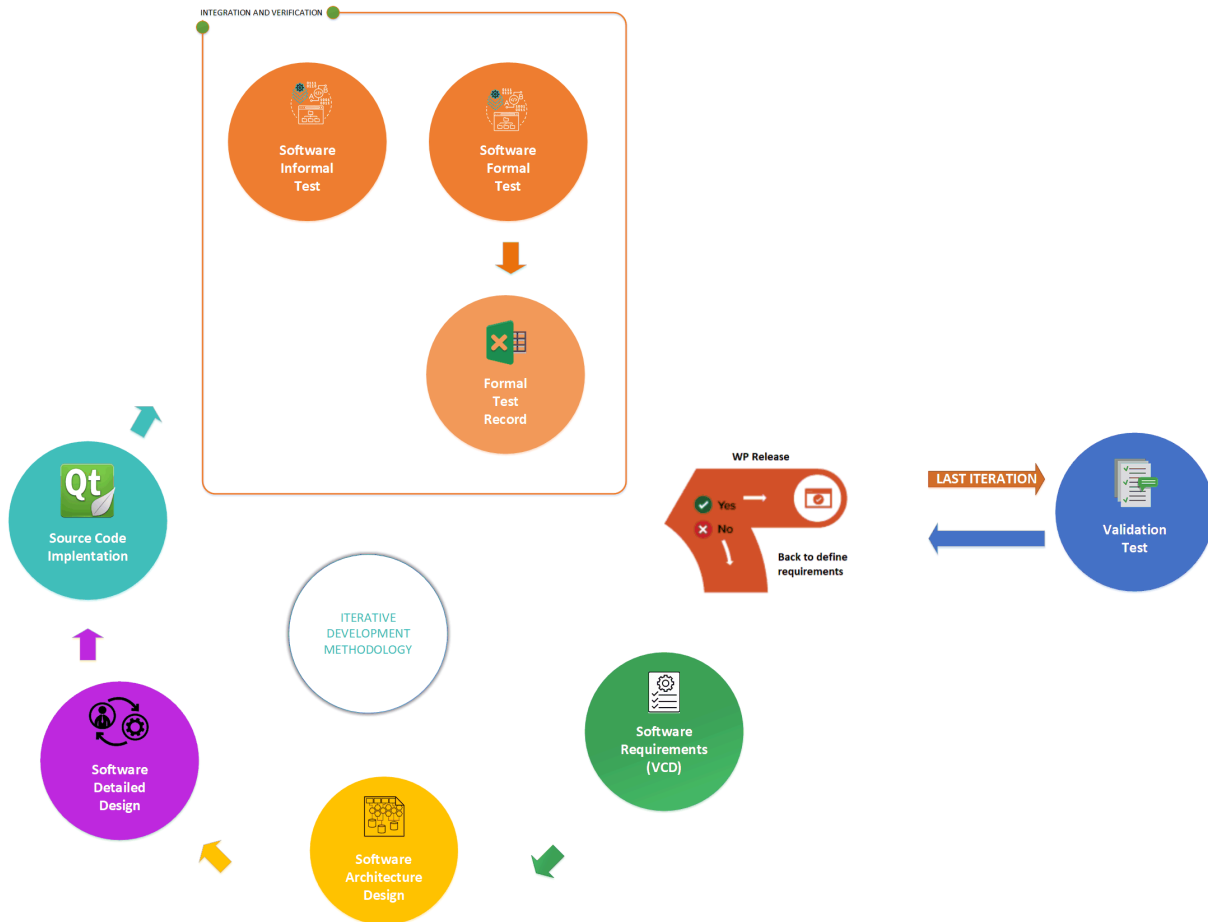 INTEGRATION AND VERIFICATION
Software
Informal
Test
Software
Formal
Test
Formal
Test
Record
WP Release
Yes
No
Back to define
requirements
LAST ITERATION
Validation
Test
Qt
Source Code
Implentation
ITERATIVE
DEVELOPMENT
METHODOLOGY
Software
Requirements
(VCD)
Software
Detailed
Design
Software
Architecture
Design